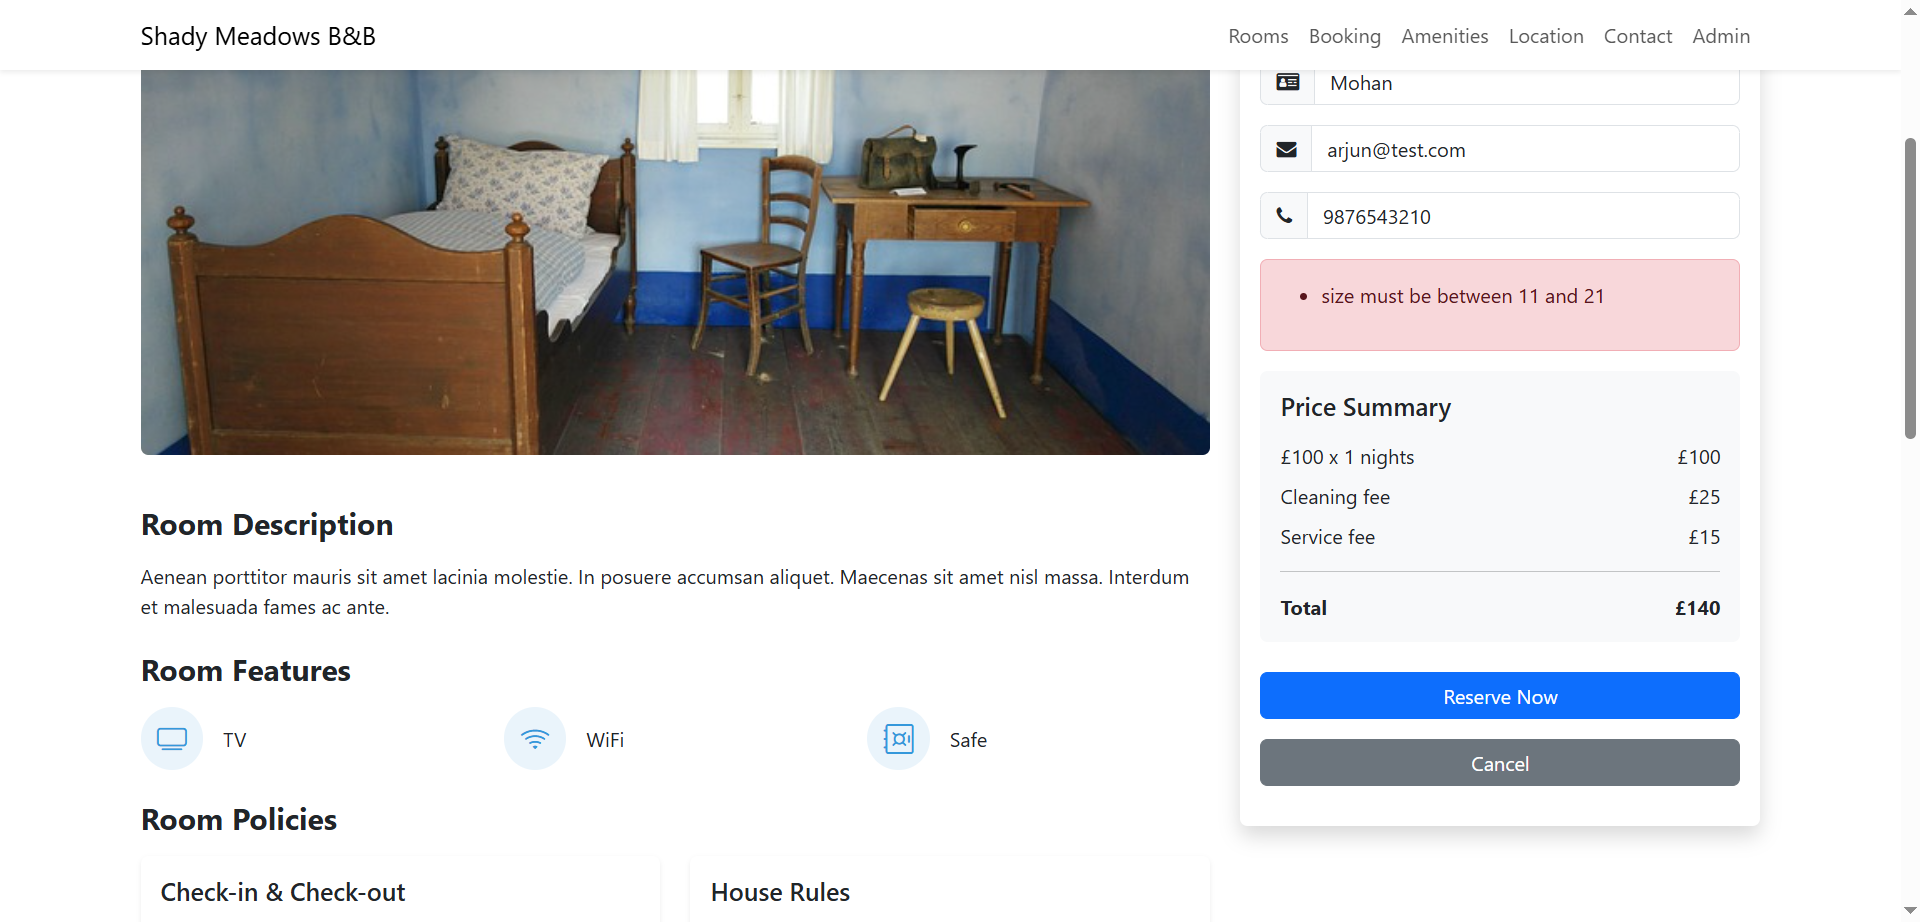 Shady Meadows B&B
Rooms Booking Amenities Location Contact Admin
Mohan
arjun@test.com
9876543210
size must be between 11 and 21
Price Summary
£100 x 1 nights £100
Cleaning fee £25
Service fee £15
Total £140
Reserve Now
Cancel
Room Description
Aenean porttitor mauris sit amet lacinia molestie. In posuere accumsan aliquet. Maecenas sit amet nisl massa. Interdum
et malesuada fames ac ante.
Room Features
TV WiFi Safe
Room Policies
Check-in & Check-out
House Rules